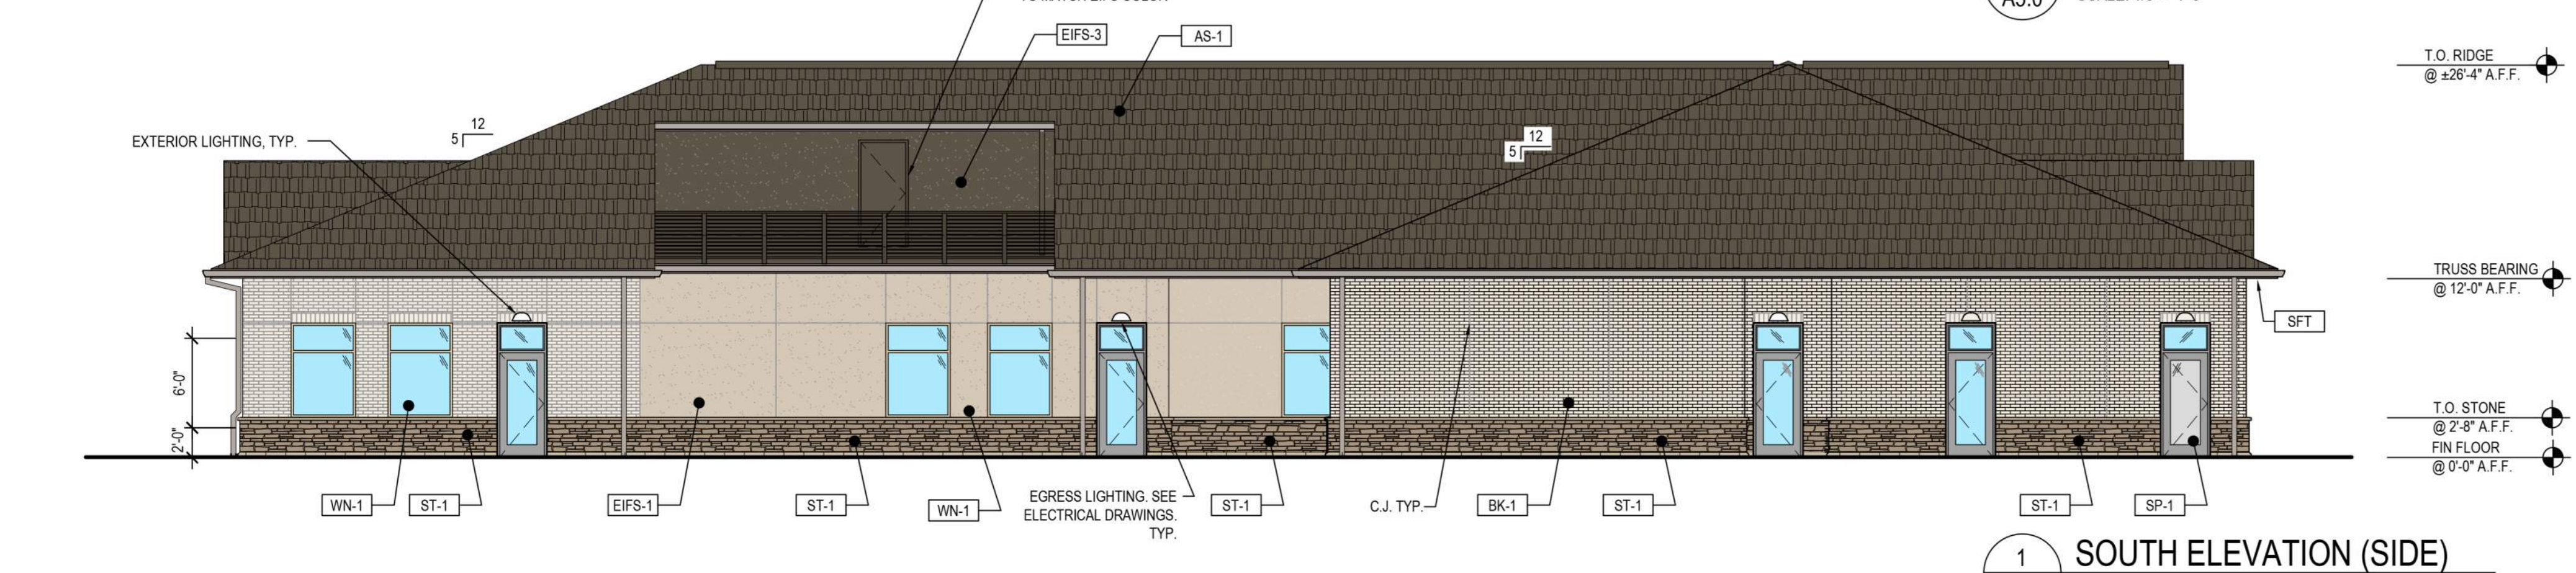 A5.0
EIFS-3
AS-1
T.O. RIDGE
@ ±26'-4" A.F.F.
12
5
12
5
EXTERIOR LIGHTING, TYP.
TRUSS BEARING
@ 12'-0" A.F.F.
SFT
6'-0"
2'-0"
T.O. STONE
@ 2'-8" A.F.F.
FIN FLOOR
@ 0'-0" A.F.F.
WN-1
ST-1
EIFS-1
ST-1
WN-1
EGRESS LIGHTING. SEE
ELECTRICAL DRAWINGS.
TYP.
ST-1
C.J. TYP.
BK-1
ST-1
ST-1
SP-1
1
SOUTH ELEVATION (SIDE)